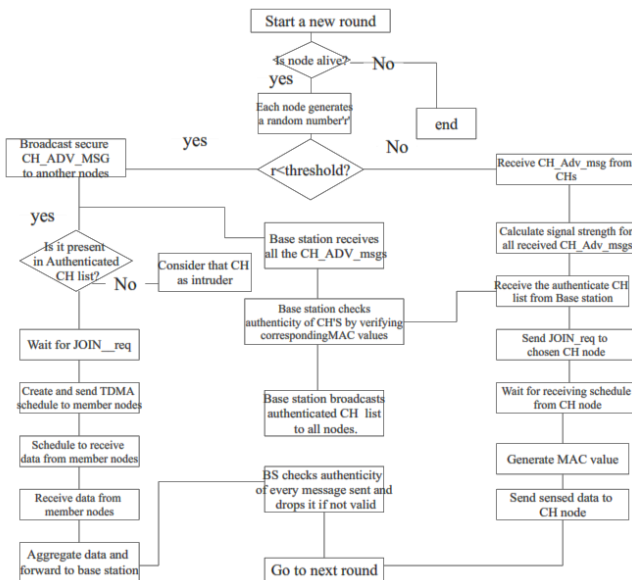 Start a new round
Is node alive?
No
yes
Each node generates
a random number'r'
end
yes
No
r<threshold?
Broadcast secure
CH_ADV_MSG
to another nodes
Receive CH_Adv_msg from
CHs
yes
Is it present
in Authenticated
CH list?
No
Consider that CH
as intruder
Base station receives
all the CH_ADV_msgs
Calculate signal strength for
all received CH_Adv_msgs
Base station checks
authenticity of CH'S by verifying
correspondingMAC values
Receive the authenticate CH
list from Base station
Wait for JOIN__req
Send JOIN_req to
chosen CH node
Create and send TDMA
schedule to member nodes
Base station broadcasts
authenticated CH list
to all nodes.
Wait for receiving schedule
from CH node
Schedule to receive
data from member nodes
Generate MAC value
Receive data from
member nodes
BS checks authenticity
of every message sent and
drops it if not valid
Send sensed data to
CH node
Aggregate data and
forward to base station
Go to next round